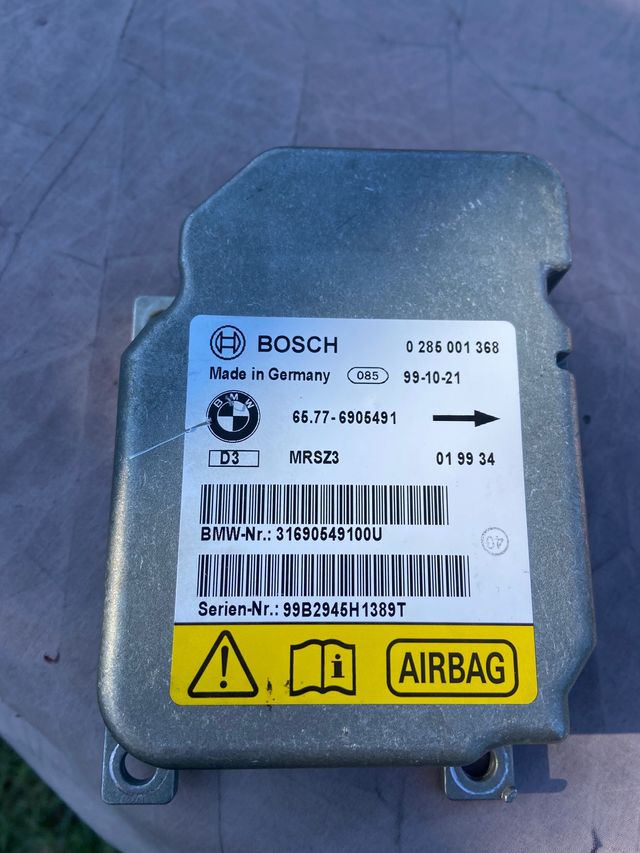 BOSCH 0 285 001 368
Made in Germany 085 99-10-21
BMW
65.77-6905491
D3 MRSZ3 01 99 34
BMW-Nr.: 31690549100U
40
Serien-Nr.: 99B2945H1389T
AIRBAG